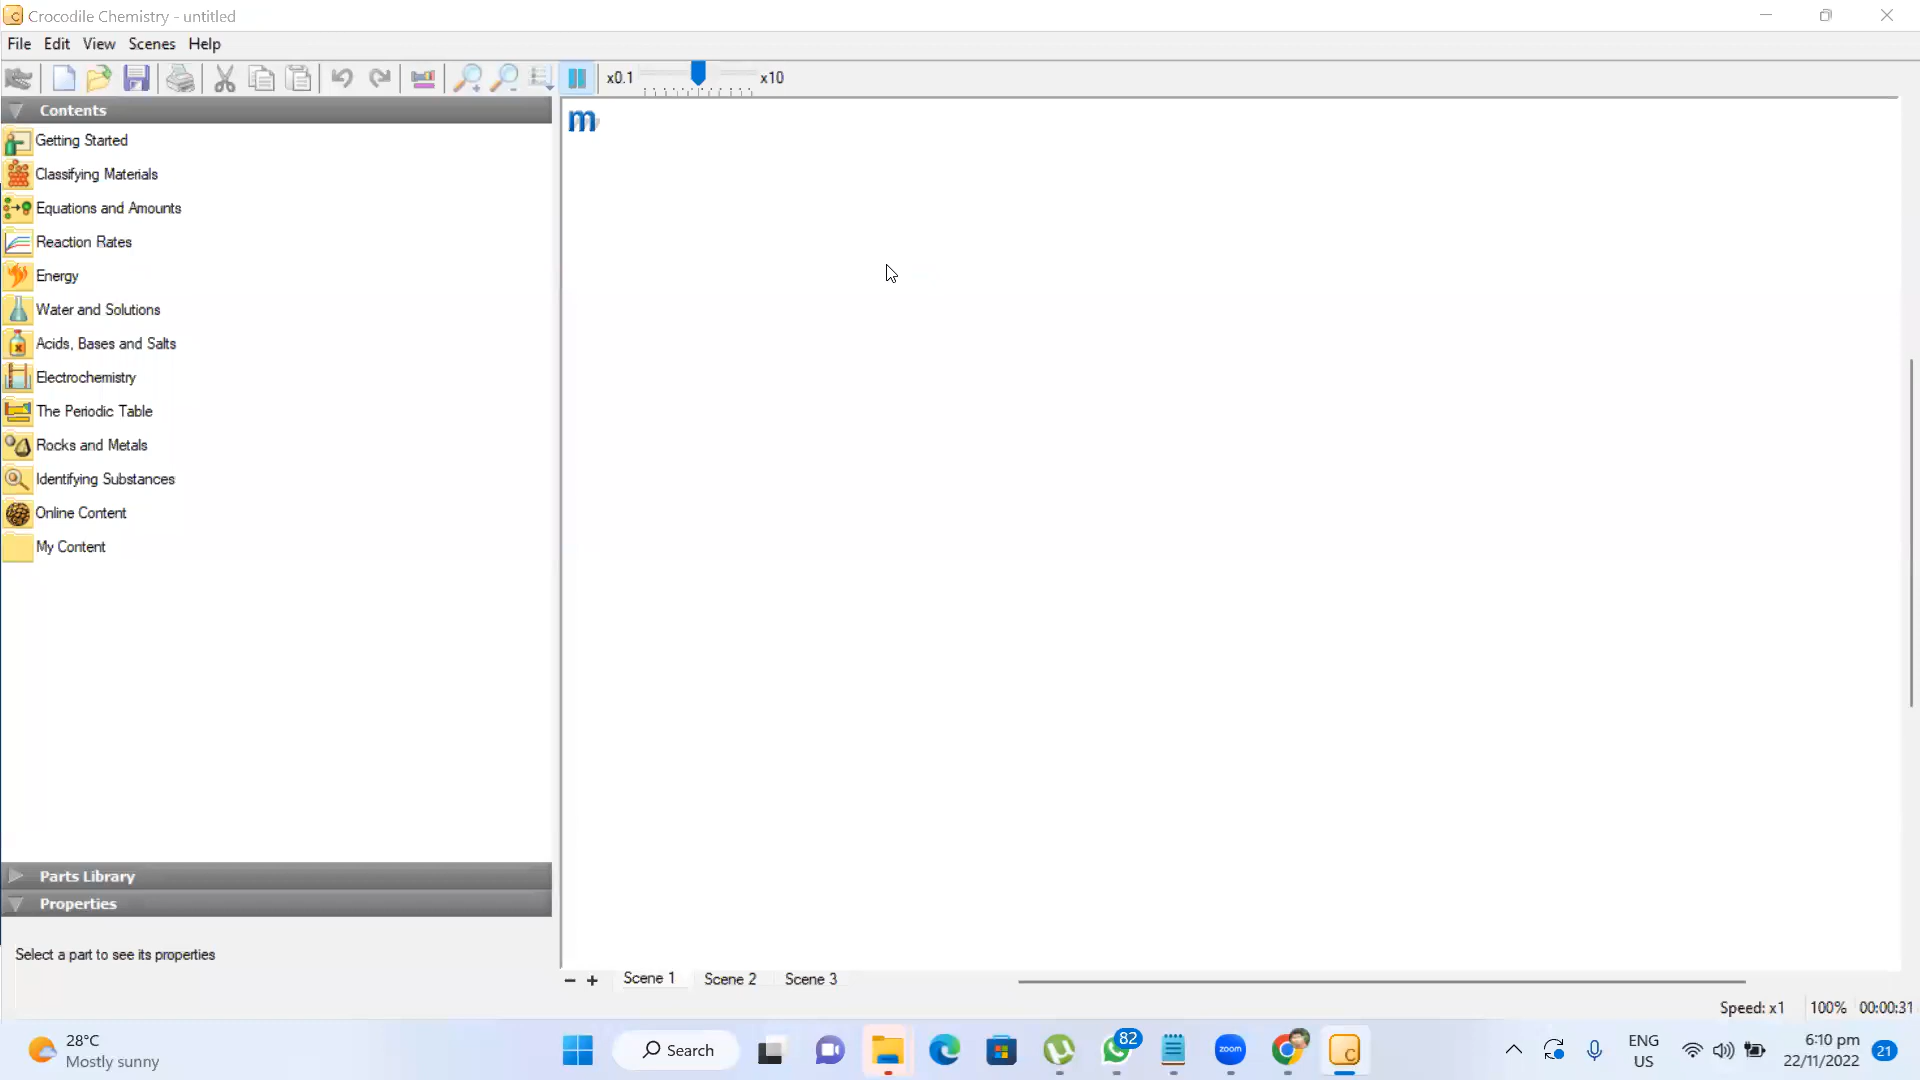 Crocodile Chemistry - untitled
File Edit View Scenes Help
x0.1 x10
Contents
m
Getting Started
Classifying Materials
Equations and Amounts
Reaction Rates
Energy
Water and Solutions
Acids, Bases and Salts
Electrochemistry
The Periodic Table
Rocks and Metals
Identifying Substances
Online Content
My Content
Parts Library
Properties
Select a part to see its properties
Scene 1 Scene 2 Scene 3
Speed: x1 100% 00:00:31
28°C
Mostly sunny
Search
82
zoom
C
ENG
US
6:10 pm
22/11/2022
21